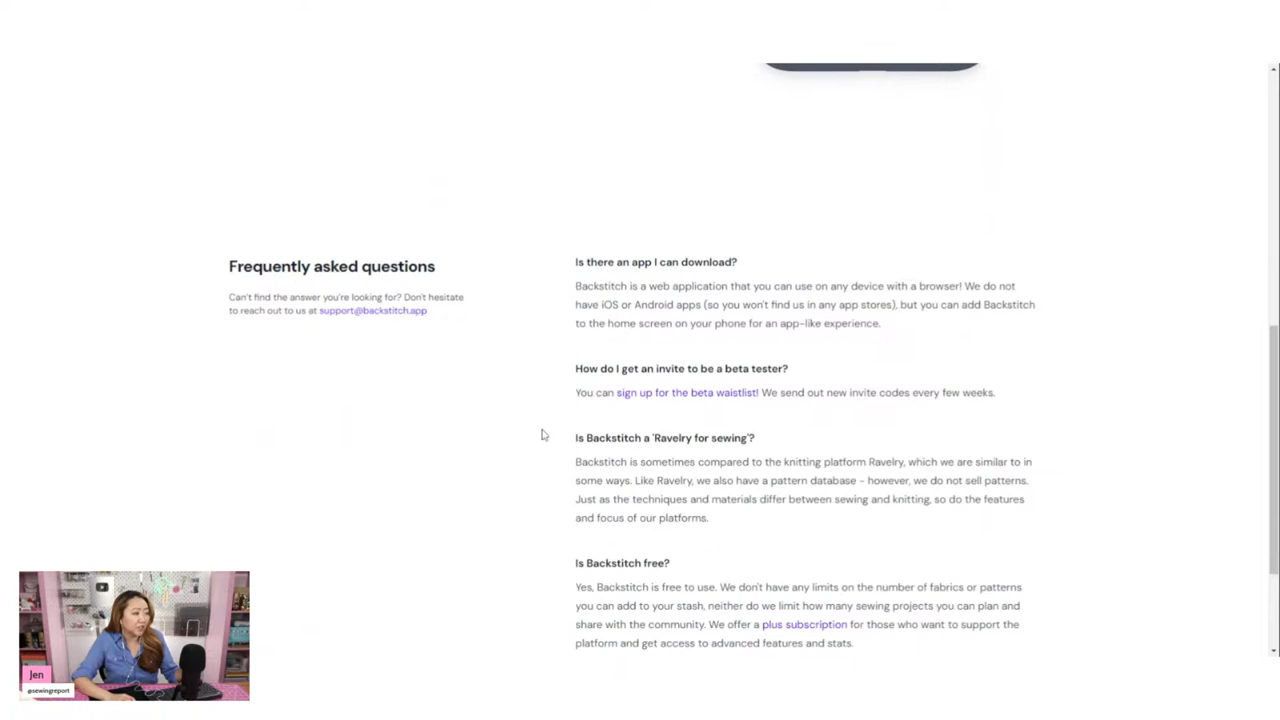 Frequently asked questions
Can't find the answer you're looking for? Don't hesitate
to reach out to us at support@backstitch.app
Is there an app I can download?
Backstitch is a web application that you can use on any device with a browser! We do not
have iOS or Android apps (so you won't find us in any app stores), but you can add Backstitch
to the home screen on your phone for an app-like experience.
How do I get an invite to be a beta tester?
You can sign up for the beta waistlist! We send out new invite codes every few weeks.
Is Backstitch a 'Ravelry for sewing'?
Backstitch is sometimes compared to the knitting platform Ravelry, which we are similar to in
some ways. Like Ravelry, we also have a pattern database - however, we do not sell patterns.
Just as the techniques and materials differ between sewing and knitting, so do the features
and focus of our platforms.
Is Backstitch free?
Yes, Backstitch is free to use. We don't have any limits on the number of fabrics or patterns
you can add to your stash, neither do we limit how many sewing projects you can plan and
share with the community. We offer a plus subscription for those who want to support the
platform and get access to advanced features and stats.
Jen
@sewingreport